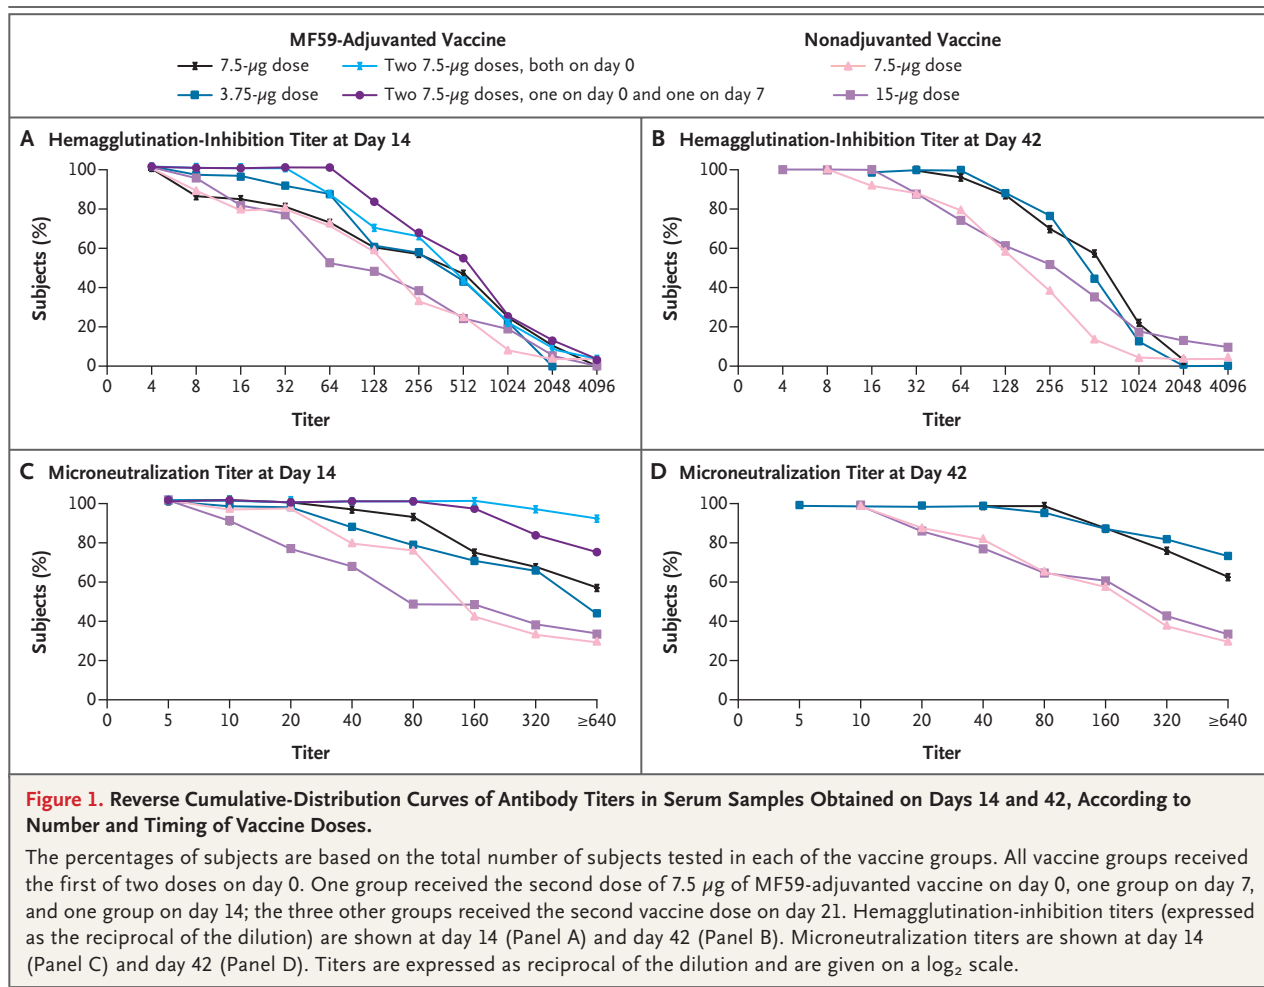 MF59-Adjuvanted Vaccine
Nonadjuvanted Vaccine
7.5-µg dose
Two 7.5-µg doses, both on day 0
7.5-µg dose
3.75-µg dose
Two 7.5-µg doses, one on day 0 and one on day 7
15-µg dose
A Hemagglutination-Inhibition Titer at Day 14
100
80
60
40
20
0
Subjects (%)
0 4 8 16 32 64 128 256 512 1024 2048 4096
Titer
B Hemagglutination-Inhibition Titer at Day 42
100
80
60
40
20
0
Subjects (%)
0 4 8 16 32 64 128 256 512 1024 2048 4096
Titer
C Microneutralization Titer at Day 14
100
80
60
40
20
0
Subjects (%)
0 5 10 20 40 80 160 320 ≥640
Titer
D Microneutralization Titer at Day 42
100
80
60
40
20
0
Subjects (%)
0 5 10 20 40 80 160 320 ≥640
Titer
Figure 1. Reverse Cumulative-Distribution Curves of Antibody Titers in Serum Samples Obtained on Days 14 and 42, According to
Number and Timing of Vaccine Doses.
The percentages of subjects are based on the total number of subjects tested in each of the vaccine groups. All vaccine groups received
the first of two doses on day 0. One group received the second dose of 7.5 µg of MF59-adjuvanted vaccine on day 0, one group on day 7,
and one group on day 14; the three other groups received the second vaccine dose on day 21. Hemagglutination-inhibition titers (expressed
as the reciprocal of the dilution) are shown at day 14 (Panel A) and day 42 (Panel B). Microneutralization titers are shown at day 14
(Panel C) and day 42 (Panel D). Titers are expressed as reciprocal of the dilution and are given on a log₂ scale.